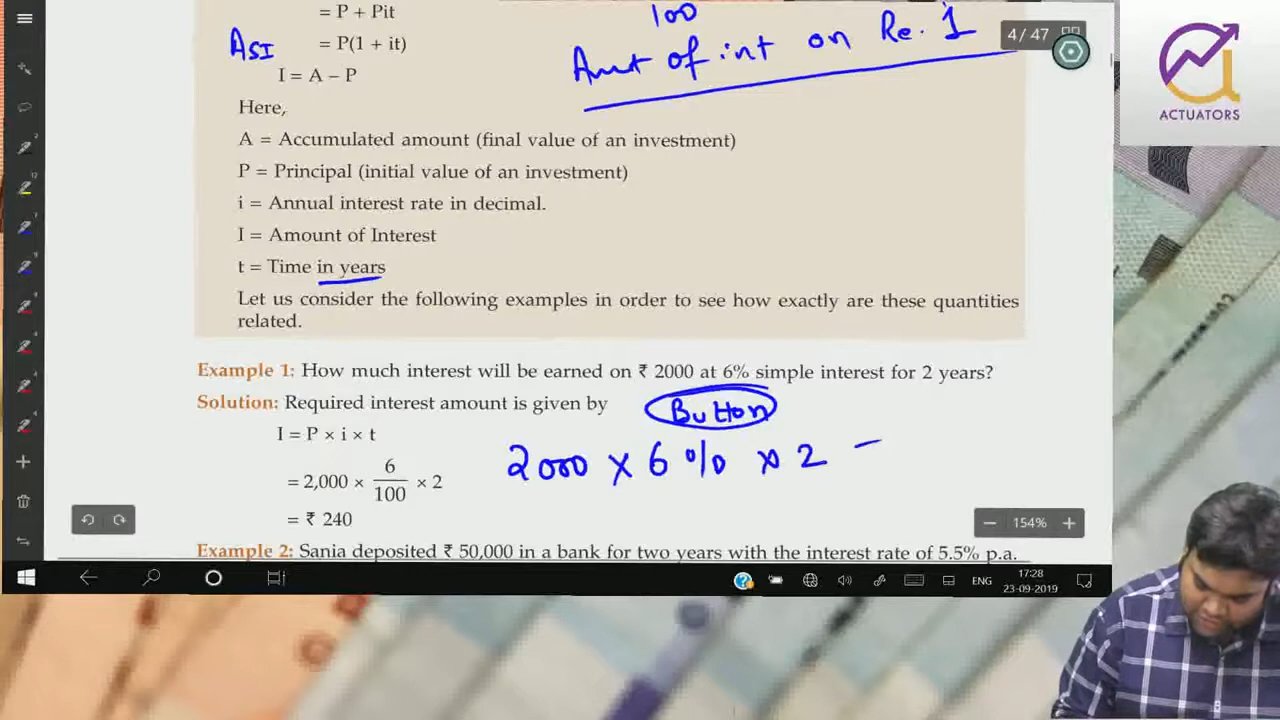 = P + Pit
100
Amt of int on Re. 1
4 / 47
ASI = P(1 + it)
I = A – P
ACTUATORS
Here,
A = Accumulated amount (final value of an investment)
P = Principal (initial value of an investment)
i = Annual interest rate in decimal.
I = Amount of Interest
t = Time in years
Let us consider the following examples in order to see how exactly are these quantities
related.
Example 1: How much interest will be earned on ₹ 2000 at 6% simple interest for 2 years?
Solution: Required interest amount is given by
Button
I = P × i × t
= 2,000 × 6/100 × 2
2000 × 6 % × 2 –
= ₹ 240
154%
Example 2: Sania deposited ₹ 50,000 in a bank for two years with the interest rate of 5.5% p.a.
ENG
17:28
23-09-2019